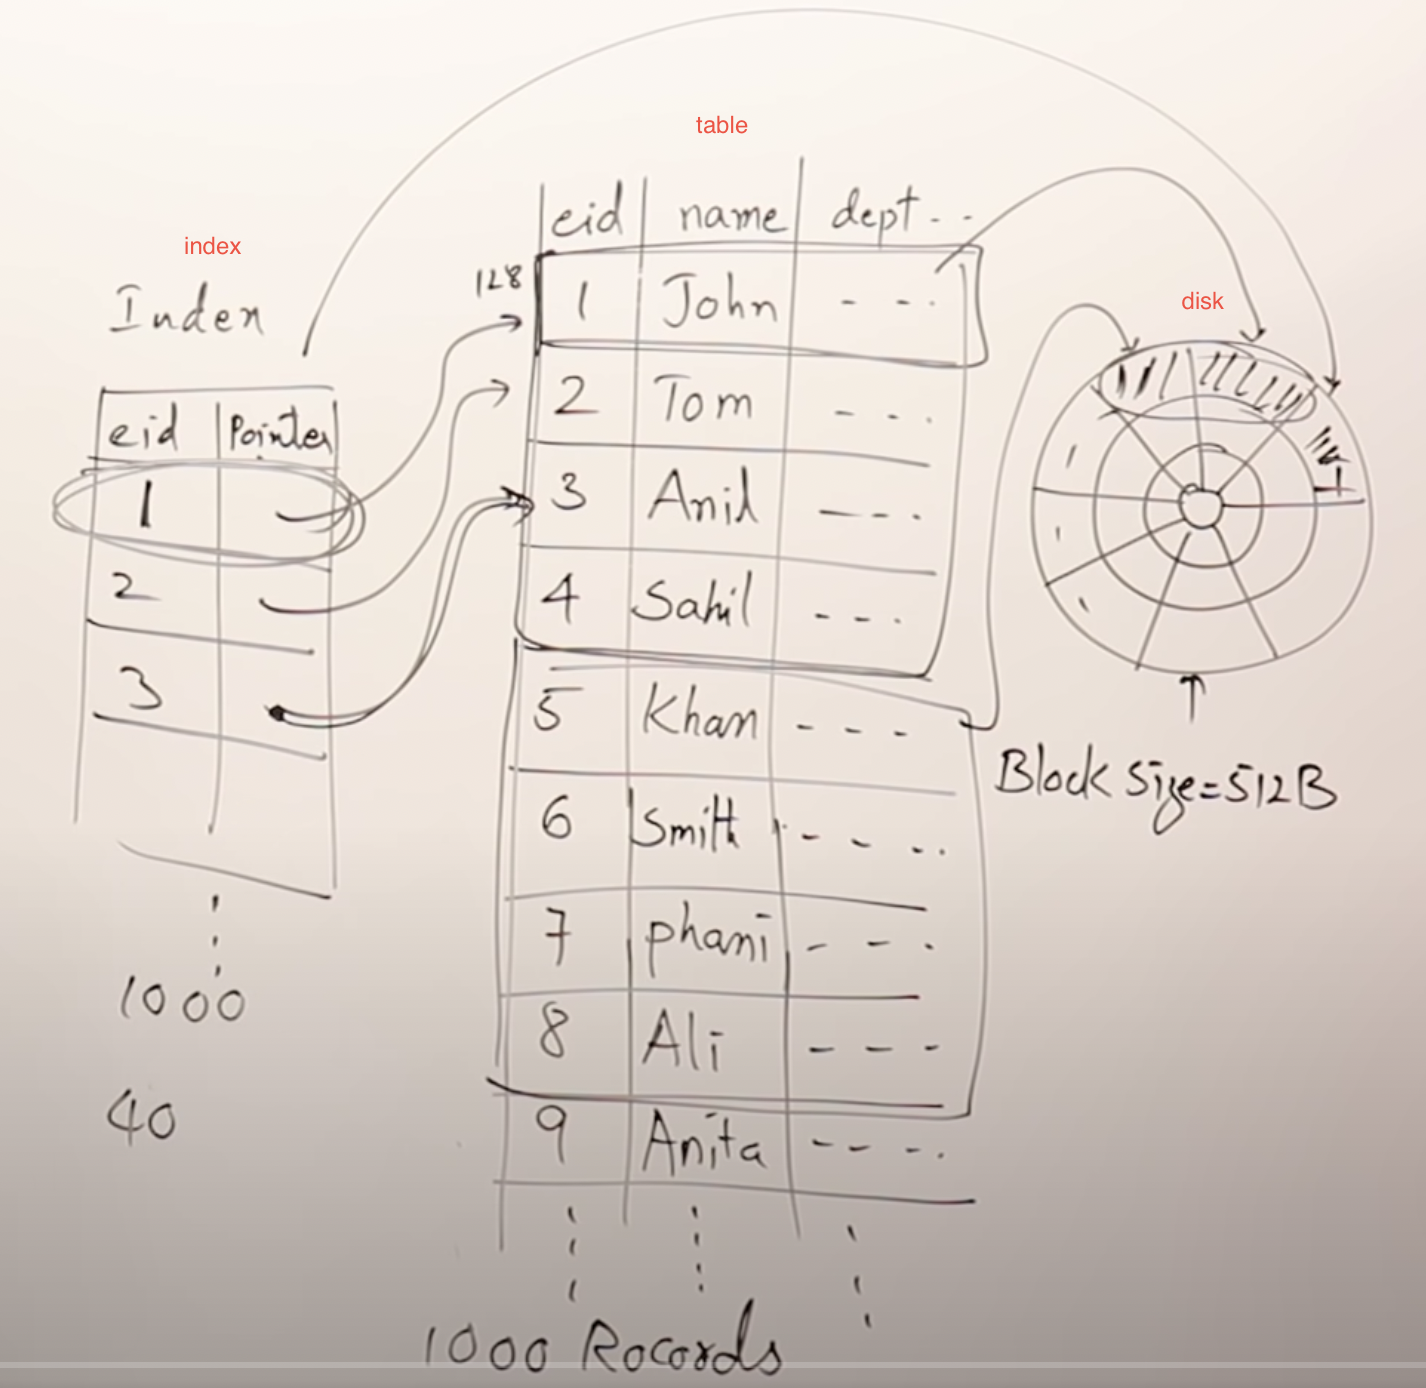 table
index
disk
Index
eid Pointer
1
2
3
1000
40
eid name dept - -
128
1 John - - -
2 Tom - - -
3 Anil - - -
4 Sahil - - -
5 Khan - - -
6 Smith - - - -
7 phani - - -
8 Ali - - -
9 Anita - - - -
1000 Rocords
Block Size=512B